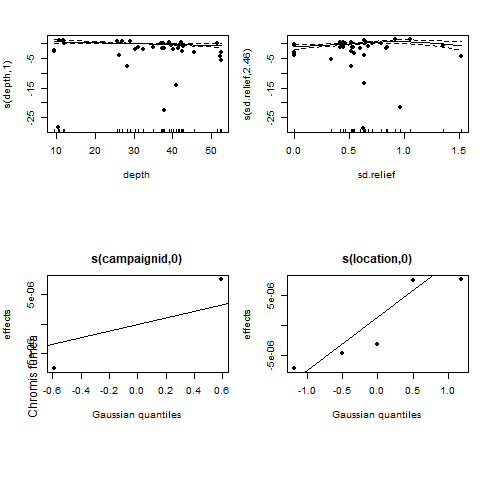 s(depth,1)
-25 -15 -5
10 20 30 40 50
depth
s(sd.relief,2.46)
-25 -15 -5
0.0 0.5 1.0 1.5
sd.relief
s(campaignid,0)
effects
-5e-06 5e-06
-0.6 -0.4 -0.2 0.0 0.2 0.4 0.6
Gaussian quantiles
s(location,0)
effects
-5e-06 5e-06
-1.0 -0.5 0.0 0.5 1.0
Gaussian quantiles
Chromis